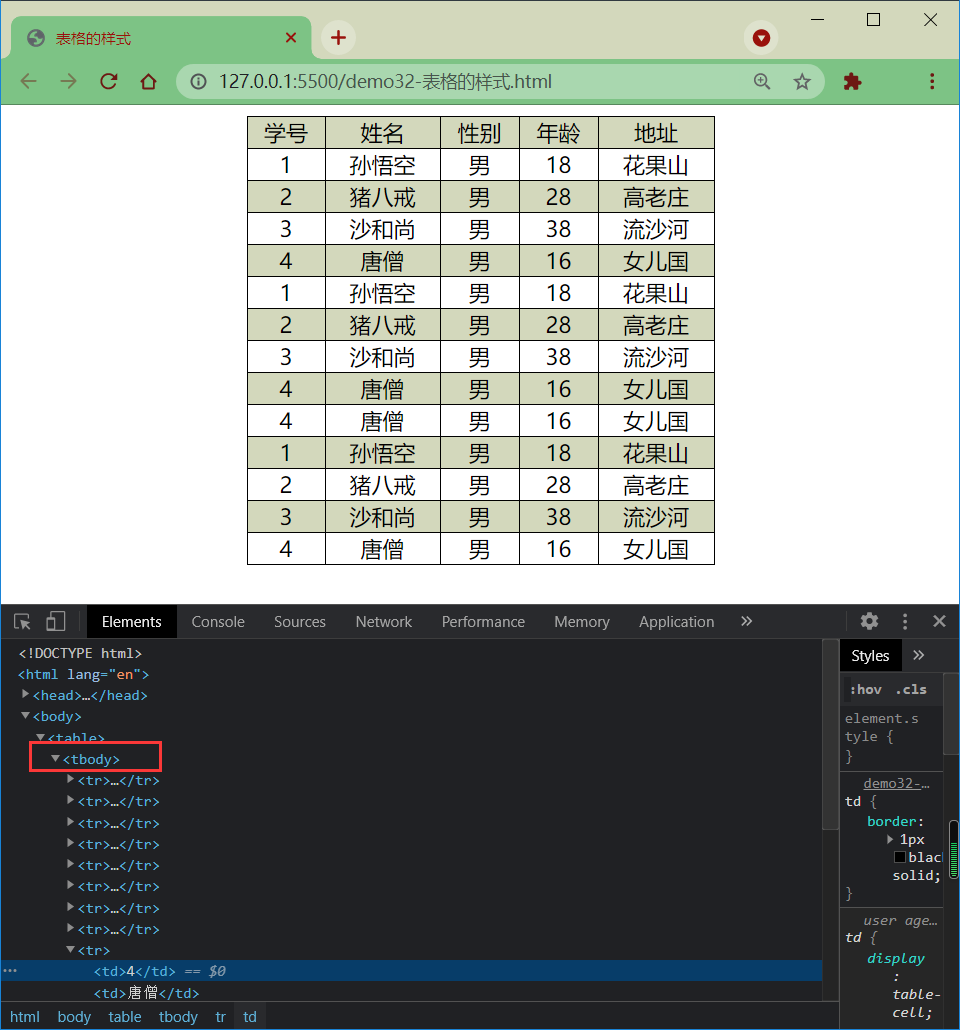 表格的样式
127.0.0.1:5500/demo32-表格的样式.html
学号 姓名 性别 年龄 地址
1 孙悟空 男 18 花果山
2 猪八戒 男 28 高老庄
3 沙和尚 男 38 流沙河
4 唐僧 男 16 女儿国
1 孙悟空 男 18 花果山
2 猪八戒 男 28 高老庄
3 沙和尚 男 38 流沙河
4 唐僧 男 16 女儿国
4 唐僧 男 16 女儿国
1 孙悟空 男 18 花果山
2 猪八戒 男 28 高老庄
3 沙和尚 男 38 流沙河
4 唐僧 男 16 女儿国
Elements Console Sources Network Performance Memory Application »
<!DOCTYPE html>
<html lang="en">
<head>…</head>
<body>
<table>
<tbody>
<tr>…</tr>
<tr>…</tr>
<tr>…</tr>
<tr>…</tr>
<tr>…</tr>
<tr>…</tr>
<tr>…</tr>
<tr>…</tr>
<tr>
<td>4</td> == $0
<td>唐僧</td>
html body table tbody tr td
Styles »
:hov .cls
element.s
tyle {
}
demo32-…
td {
border:
1px
blac
solid;
}
user age…
td {
display
:
table-
cell;